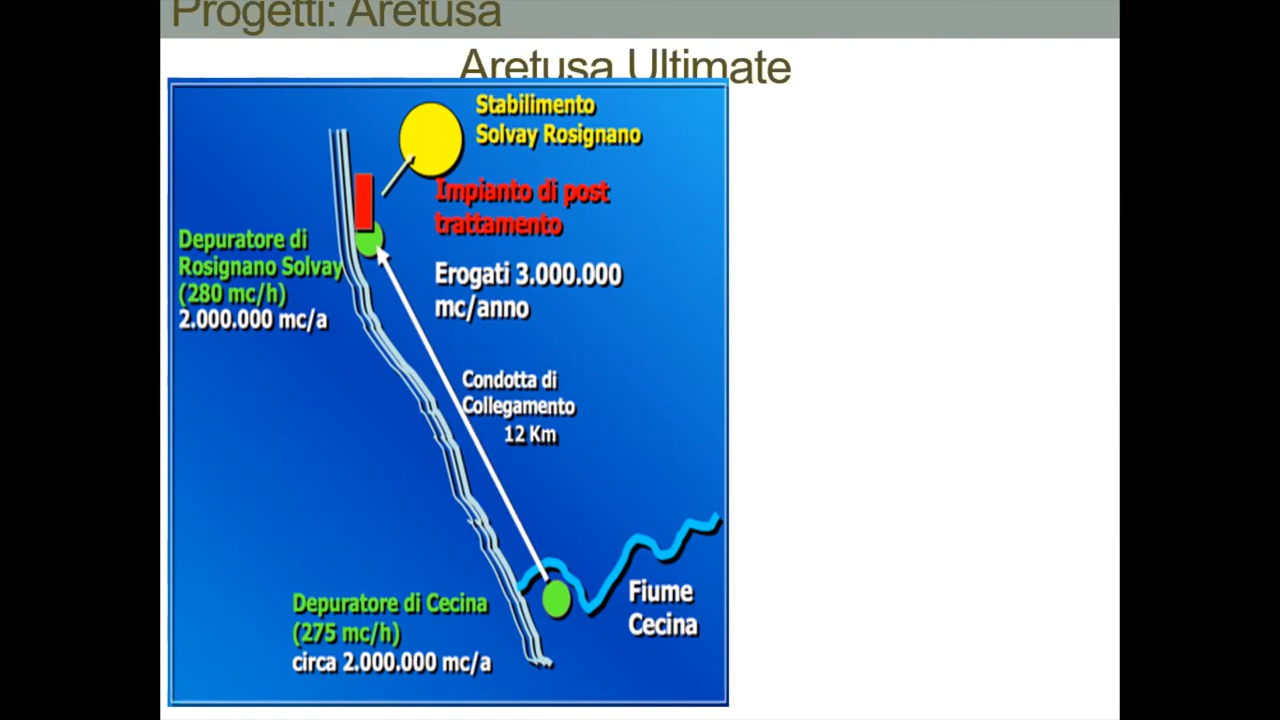 Progetti: Aretusa
Aretusa Ultimate
Stabilimento
Solvay Rosignano
Impianto di post
trattamento
Depuratore di
Rosignano Solvay
(280 mc/h)
2.000.000 mc/a
Erogati 3.000.000
mc/anno
Condotta di
Collegamento
12 Km
Fiume
Cecina
Depuratore di Cecina
(275 mc/h)
circa 2.000.000 mc/a